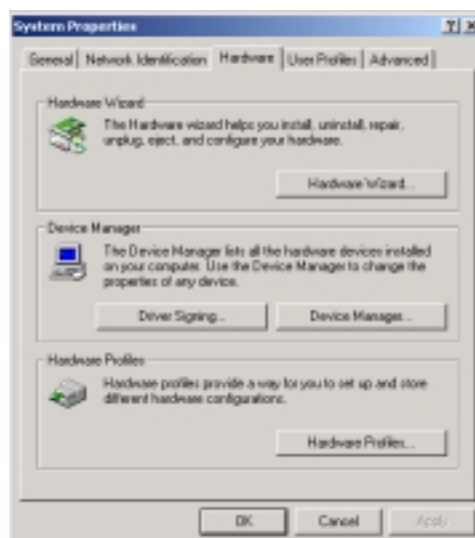 System Properties
General Network Identification Hardware User Profiles Advanced
Hardware Wizard
The Hardware wizard helps you install, uninstall, repair,
unplug, eject, and configure your hardware.
Hardware Wizard...
Device Manager
The Device Manager lists all the hardware devices installed
on your computer. Use the Device Manager to change the
properties of any device.
Driver Signing... Device Manager...
Hardware Profiles
Hardware profiles provide a way for you to set up and store
different hardware configurations.
Hardware Profiles...
OK Cancel Apply